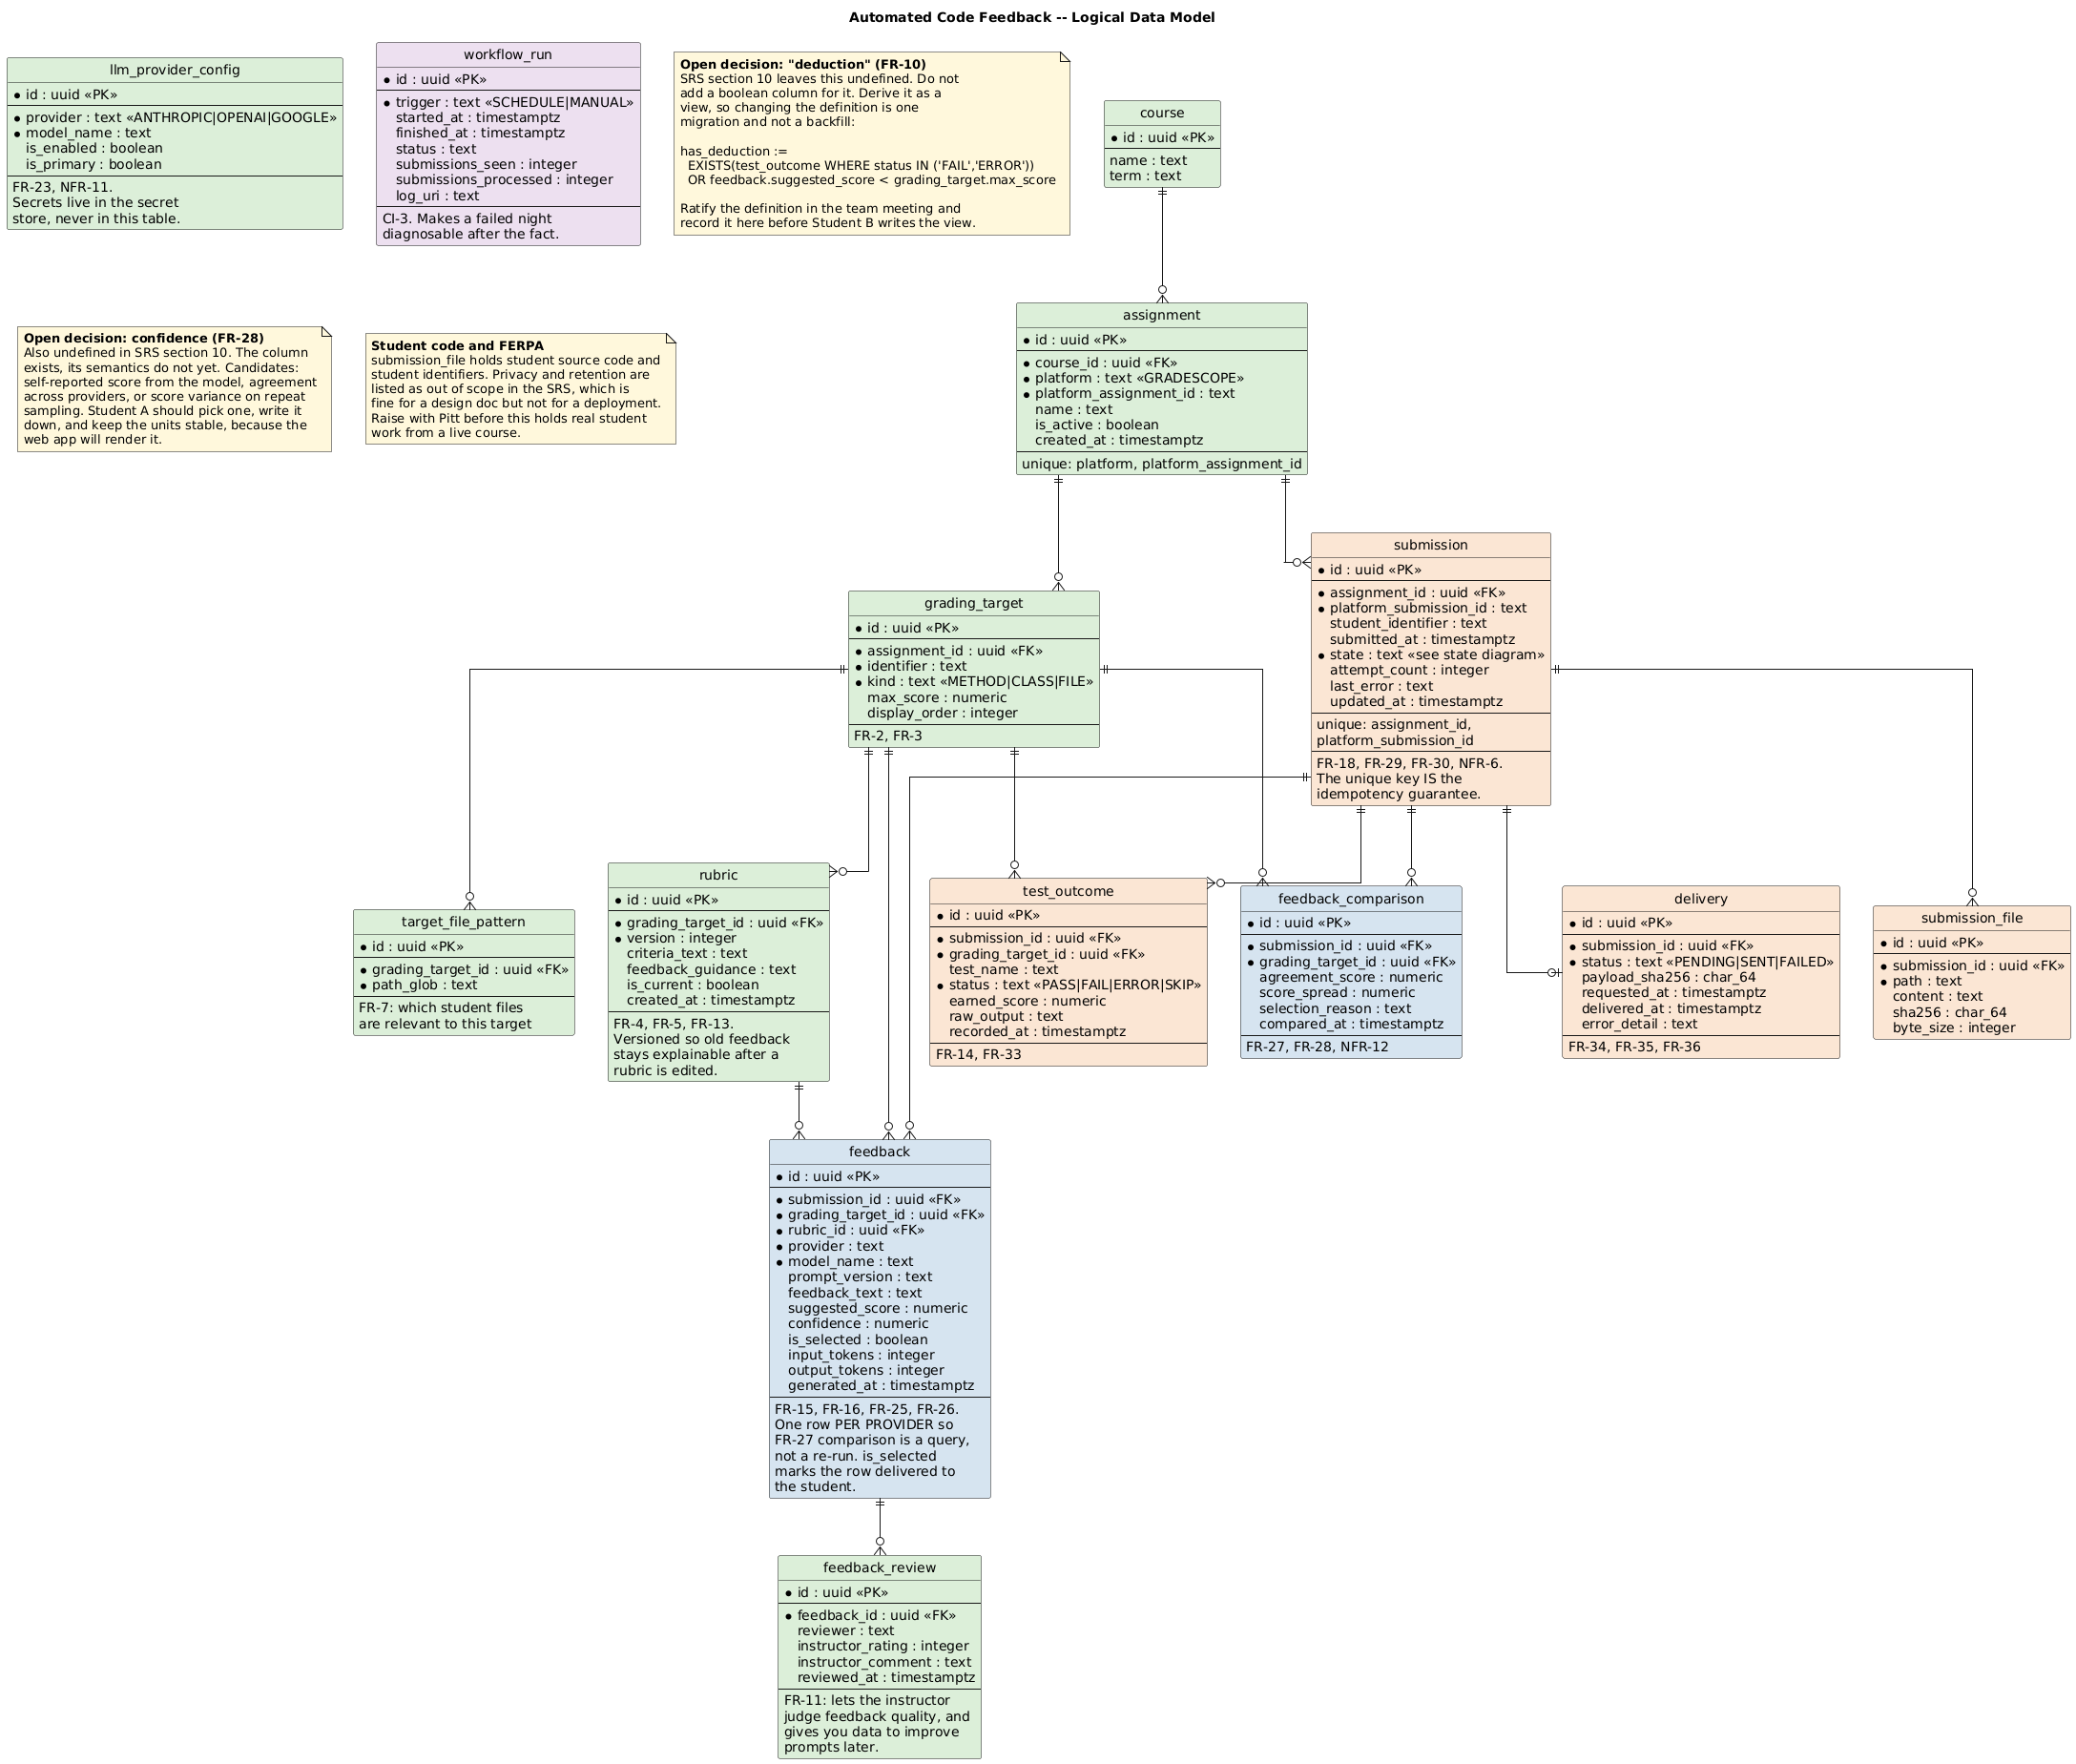 Automated Code Feedback -- Logical Data Model
llm_provider_config
id : uuid «PK»
provider : text «ANTHROPIC|OPENAI|GOOGLE»
model_name : text
is_enabled : boolean
is_primary : boolean
FR-23, NFR-11.
Secrets live in the secret
store, never in this table.
workflow_run
id : uuid «PK»
trigger : text «SCHEDULE|MANUAL»
started_at : timestamptz
finished_at : timestamptz
status : text
submissions_seen : integer
submissions_processed : integer
log_uri : text
CI-3. Makes a failed night
diagnosable after the fact.
Open decision: "deduction" (FR-10)
SRS section 10 leaves this undefined. Do not
add a boolean column for it. Derive it as a
view, so changing the definition is one
migration and not a backfill:
has_deduction :=
EXISTS(test_outcome WHERE status IN ('FAIL','ERROR'))
OR feedback.suggested_score < grading_target.max_score
Ratify the definition in the team meeting and
record it here before Student B writes the view.
course
id : uuid «PK»
name : text
term : text
Open decision: confidence (FR-28)
Also undefined in SRS section 10. The column
exists, its semantics do not yet. Candidates:
self-reported score from the model, agreement
across providers, or score variance on repeat
sampling. Student A should pick one, write it
down, and keep the units stable, because the
web app will render it.
Student code and FERPA
submission_file holds student source code and
student identifiers. Privacy and retention are
listed as out of scope in the SRS, which is
fine for a design doc but not for a deployment.
Raise with Pitt before this holds real student
work from a live course.
assignment
id : uuid «PK»
course_id : uuid «FK»
platform : text «GRADESCOPE»
platform_assignment_id : text
name : text
is_active : boolean
created_at : timestamptz
unique: platform, platform_assignment_id
submission
id : uuid «PK»
assignment_id : uuid «FK»
platform_submission_id : text
student_identifier : text
submitted_at : timestamptz
state : text «see state diagram»
attempt_count : integer
last_error : text
updated_at : timestamptz
unique: assignment_id,
platform_submission_id
FR-18, FR-29, FR-30, NFR-6.
The unique key IS the
idempotency guarantee.
grading_target
id : uuid «PK»
assignment_id : uuid «FK»
identifier : text
kind : text «METHOD|CLASS|FILE»
max_score : numeric
display_order : integer
FR-2, FR-3
target_file_pattern
id : uuid «PK»
grading_target_id : uuid «FK»
path_glob : text
FR-7: which student files
are relevant to this target
rubric
id : uuid «PK»
grading_target_id : uuid «FK»
version : integer
criteria_text : text
feedback_guidance : text
is_current : boolean
created_at : timestamptz
FR-4, FR-5, FR-13.
Versioned so old feedback
stays explainable after a
rubric is edited.
test_outcome
id : uuid «PK»
submission_id : uuid «FK»
grading_target_id : uuid «FK»
test_name : text
status : text «PASS|FAIL|ERROR|SKIP»
earned_score : numeric
raw_output : text
recorded_at : timestamptz
FR-14, FR-33
feedback_comparison
id : uuid «PK»
submission_id : uuid «FK»
grading_target_id : uuid «FK»
agreement_score : numeric
score_spread : numeric
selection_reason : text
compared_at : timestamptz
FR-27, FR-28, NFR-12
delivery
id : uuid «PK»
submission_id : uuid «FK»
status : text «PENDING|SENT|FAILED»
payload_sha256 : char_64
requested_at : timestamptz
delivered_at : timestamptz
error_detail : text
FR-34, FR-35, FR-36
submission_file
id : uuid «PK»
submission_id : uuid «FK»
path : text
content : text
sha256 : char_64
byte_size : integer
feedback
id : uuid «PK»
submission_id : uuid «FK»
grading_target_id : uuid «FK»
rubric_id : uuid «FK»
provider : text
model_name : text
prompt_version : text
feedback_text : text
suggested_score : numeric
confidence : numeric
is_selected : boolean
input_tokens : integer
output_tokens : integer
generated_at : timestamptz
FR-15, FR-16, FR-25, FR-26.
One row PER PROVIDER so
FR-27 comparison is a query,
not a re-run. is_selected
marks the row delivered to
the student.
feedback_review
id : uuid «PK»
feedback_id : uuid «FK»
reviewer : text
instructor_rating : integer
instructor_comment : text
reviewed_at : timestamptz
FR-11: lets the instructor
judge feedback quality, and
gives you data to improve
prompts later.